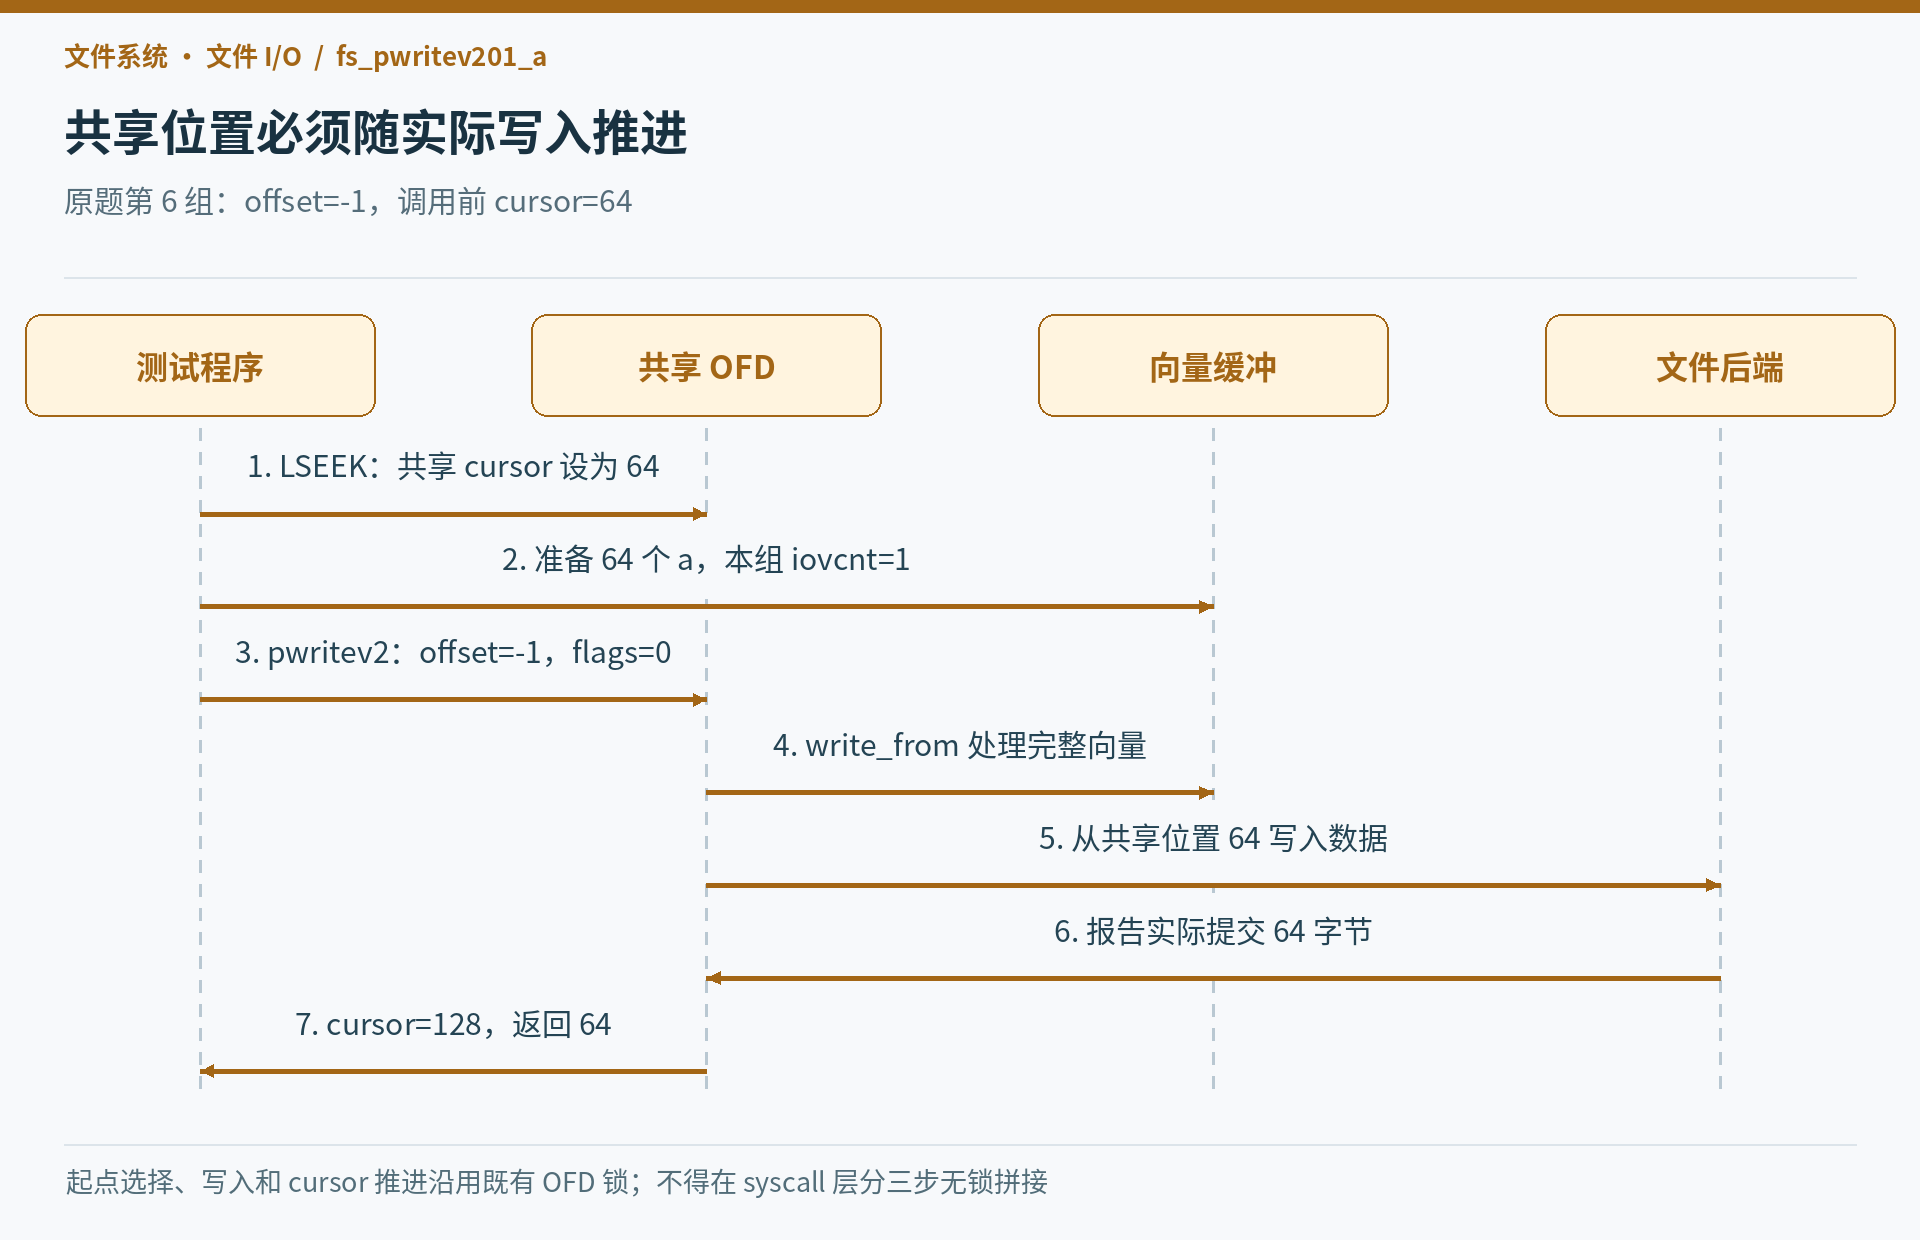 文件系统 · 文件 I/O / fs_pwritev201_a
共享位置必须随实际写入推进
原题第 6 组：offset=-1，调用前 cursor=64
测试程序
共享 OFD
向量缓冲
文件后端
1. LSEEK：共享 cursor 设为 64
2. 准备 64 个 a，本组 iovcnt=1
3. pwritev2：offset=-1，flags=0
4. write_from 处理完整向量
5. 从共享位置 64 写入数据
6. 报告实际提交 64 字节
7. cursor=128，返回 64
起点选择、写入和 cursor 推进沿用既有 OFD 锁；不得在 syscall 层分三步无锁拼接